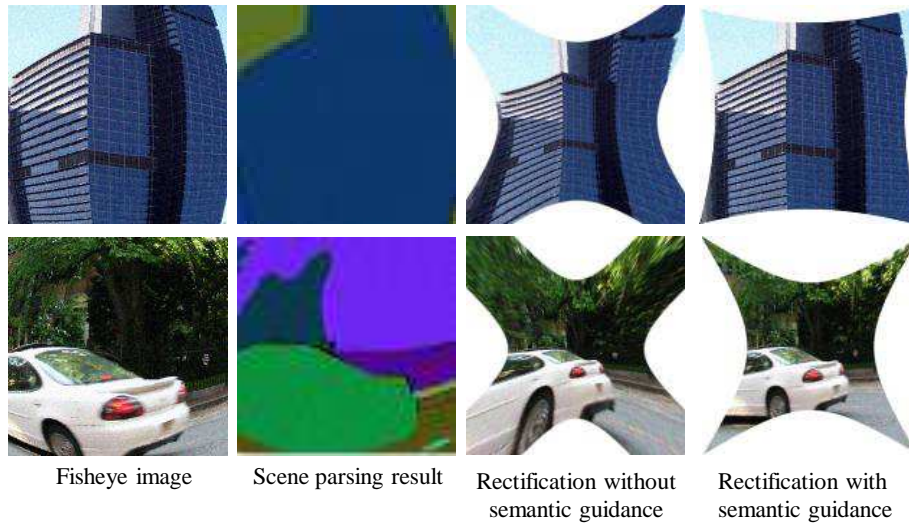 Fisheye image
Scene parsing result
Rectification without
semantic guidance
Rectification with
semantic guidance